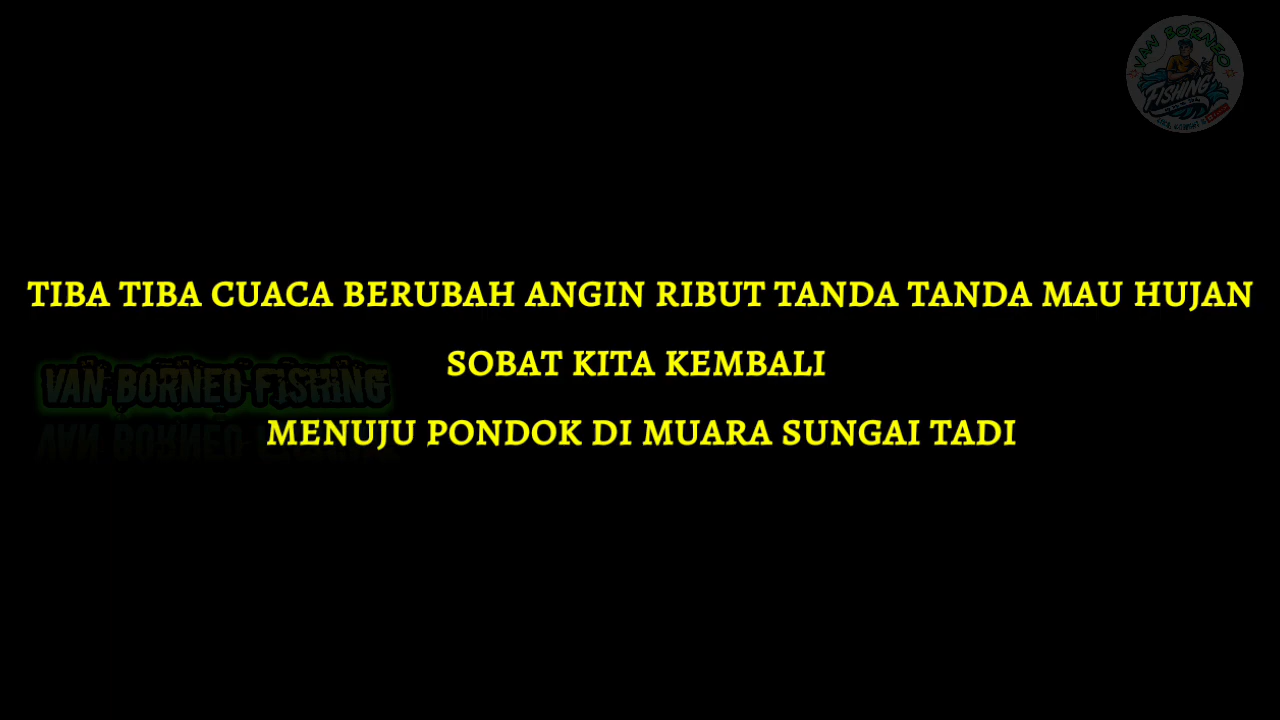 VAN BORNEO
FISHING
TIBA TIBA CUACA BERUBAH ANGIN RIBUT TANDA TANDA MAU HUJAN
SOBAT KITA KEMBALI
VAN BORNEO FISHING
MENUJU PONDOK DI MUARA SUNGAI TADI